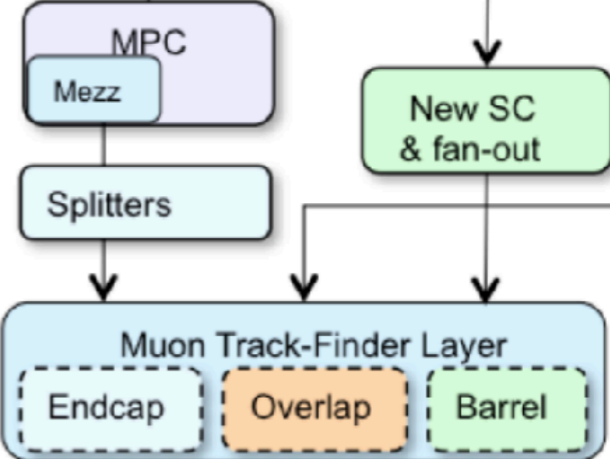 MPC
Mezz
New SC
& fan-out
Splitters
Muon Track-Finder Layer
Endcap
Overlap
Barrel